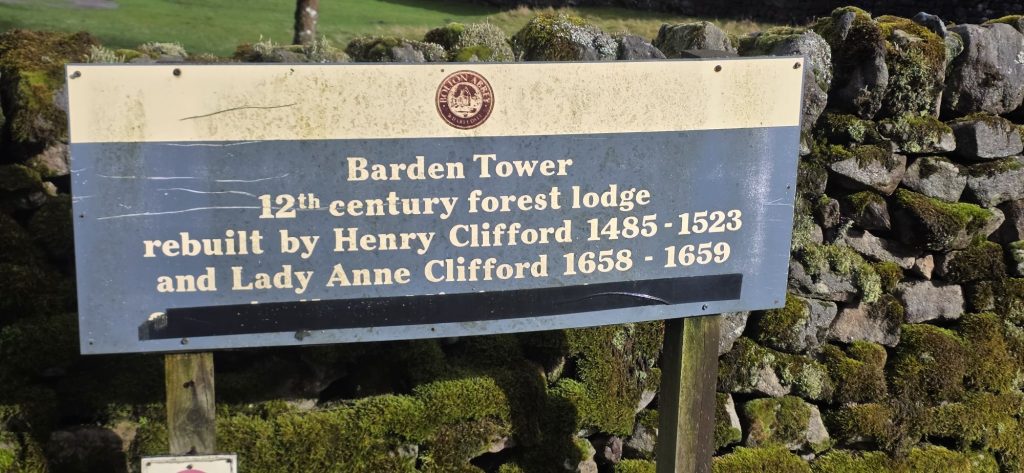 BOLTON ABBEY
Barden Tower
12th century forest lodge
rebuilt by Henry Clifford 1485 - 1523
and Lady Anne Clifford 1658 - 1659